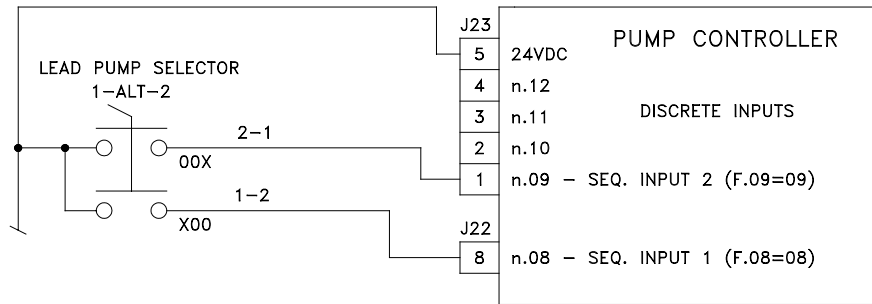 J23
PUMP CONTROLLER
5 24VDC
LEAD PUMP SELECTOR
1-ALT-2
4 n.12
3 n.11
DISCRETE INPUTS
2-1
2 n.10
00X
1 n.09 - SEQ. INPUT 2 (F.09=09)
1-2
X00
J22
8 n.08 - SEQ. INPUT 1 (F.08=08)